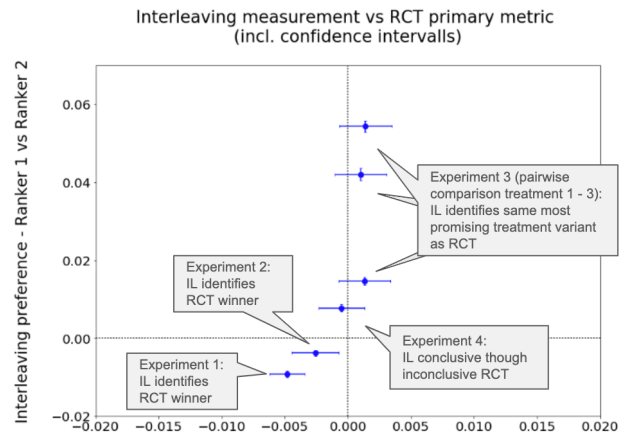 Interleaving measurement vs RCT primary metric
(incl. confidence intervalls)
Interleaving preference - Ranker 1 vs Ranker 2
0.06
0.04
0.02
0.00
−0.02
Experiment 3 (pairwise
comparison treatment 1 - 3):
IL identifies same most
promising treatment variant
as RCT
Experiment 2:
IL identifies
RCT winner
Experiment 4:
IL conclusive though
inconclusive RCT
Experiment 1:
IL identifies
RCT winner
−0.020
−0.015
−0.010
−0.005
0.000
0.005
0.010
0.015
0.020